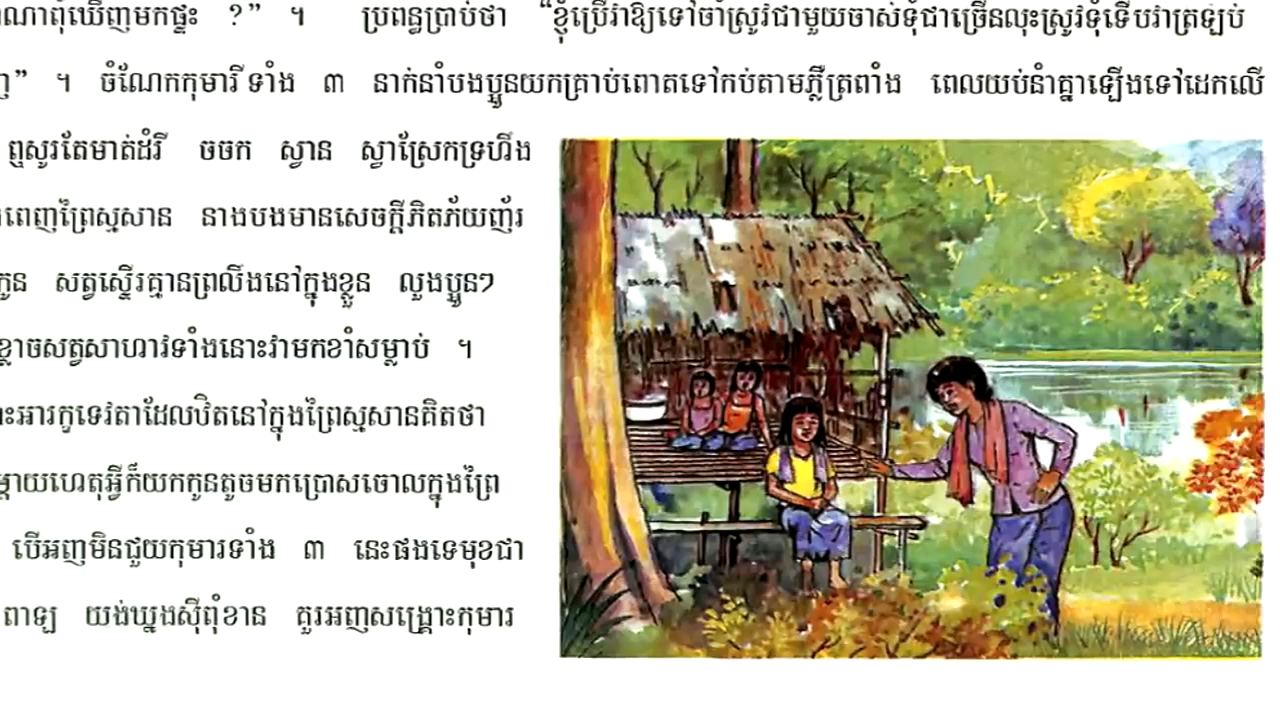 ពុំឃើញមកផ្ទះ ?” ។ ប្រពន្ធប្រាប់ថា “ខ្ញុំប្រើវាឱ្យទៅចាំស្រូវជាមួយចាស់ទុំជាច្រើនលុះស្រូវទុំទើបវាត្រឡប់
” ។ ចំណែកកុមារីទាំង ៣ នាក់នាំបងប្អូនយកគ្រាប់ពោតទៅកប់តាមភ្លឺត្រពាំង ពេលយប់នាំគ្នាឡើងទៅដេកលើ
ឮសូរតែមាត់ដំរី ចចក ស្វាន ស្វាស្រែកទ្រហឹង
ពេញព្រៃស្មសាន នាងបងមានសេចក្ដីភិតភ័យញ័រ
កូន សត្វស្ទើរគ្មានព្រលឹងនៅក្នុងខ្លួន លួងប្អូនៗ
ខ្លាចសត្វសាហាវទាំងនោះវាមកខាំសម្លាប់ ។
អារក្ខទេវតាដែលឋិតនៅក្នុងព្រៃស្មសានគិតថា
ម្ដាយហេតុអ្វីក៏យកកូនតូចមកប្រោសចោលក្នុងព្រៃ
បើអញមិនជួយកុមារទាំង ៣ នេះផងទេមុខជា
ពាឡ យង់ឃ្នងស៊ីពុំខាន គួរអញសង្គ្រោះកុមារ